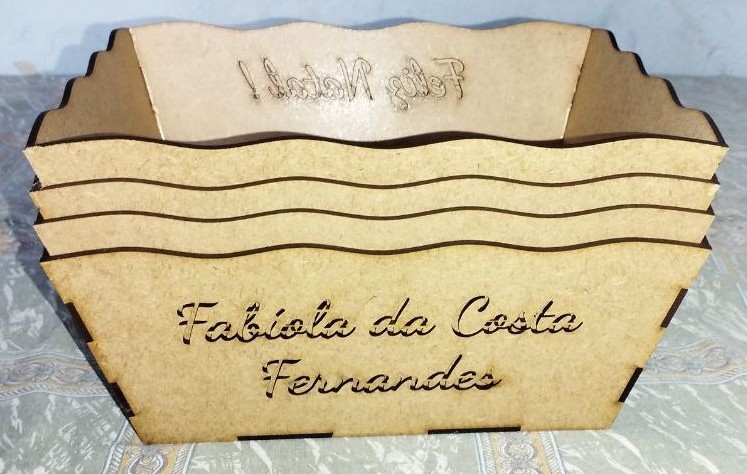 Feliz Natal!
Fabíola da Costa
Fernandes